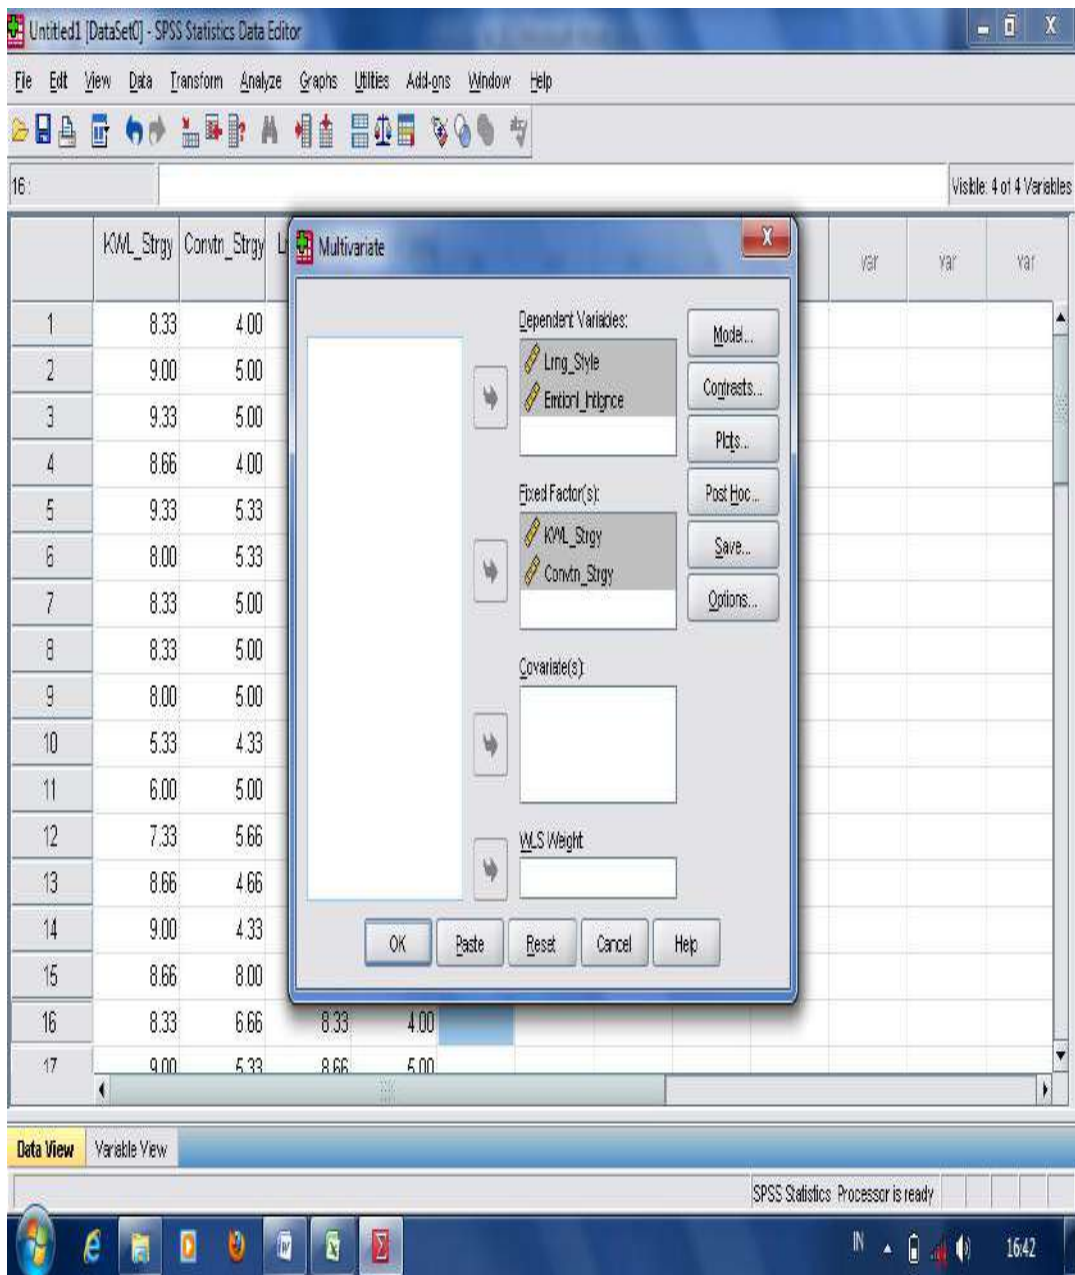 Untitled1 [DataSet0] - SPSS Statistics Data Editor
File Edit View Data Transform Analyze Graphs Utilities Add-ons Window Help
16 :
Visible: 4 of 4 Variables
KWL_Strgy Convtn_Strgy var var var
1 8.33 4.00
2 9.00 5.00
3 9.33 5.00
4 8.66 4.00
5 9.33 5.33
6 8.00 5.33
7 8.33 5.00
8 8.33 5.00
9 8.00 5.00
10 5.33 4.33
11 6.00 5.00
12 7.33 5.66
13 8.66 4.66
14 9.00 4.33
15 8.66 8.00
16 8.33 6.66 8.33 4.00
17 9.00 5.33 8.66 5.00
Multivariate
X
Dependent Variables:
Lrng_Style
Emtionl_Intlgnce
Fixed Factor(s):
KWL_Strgy
Convtn_Strgy
Covariate(s):
WLS Weight
Model...
Contrasts...
Plots...
Post Hoc...
Save...
Options...
OK Paste Reset Cancel Help
Data View Variable View
SPSS Statistics Processor is ready
IN 16:42